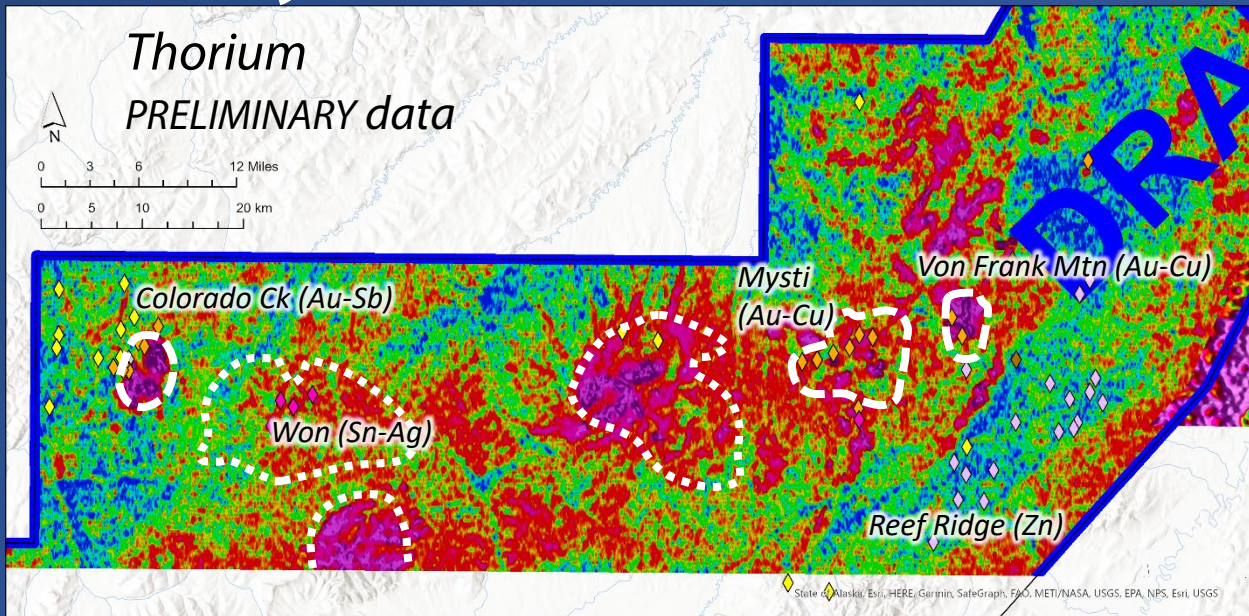 Thorium
PRELIMINARY data
N
0 3 6 12 Miles
0 5 10 20 km
DRA
Colorado Ck (Au-Sb)
Mysti
(Au-Cu)
Von Frank Mtn (Au-Cu)
Won (Sn-Ag)
Reef Ridge (Zn)
State of Alaska, Esri, HERE, Garmin, SafeGraph, FAO, METI/NASA, USGS, EPA, NPS, Esri, USGS